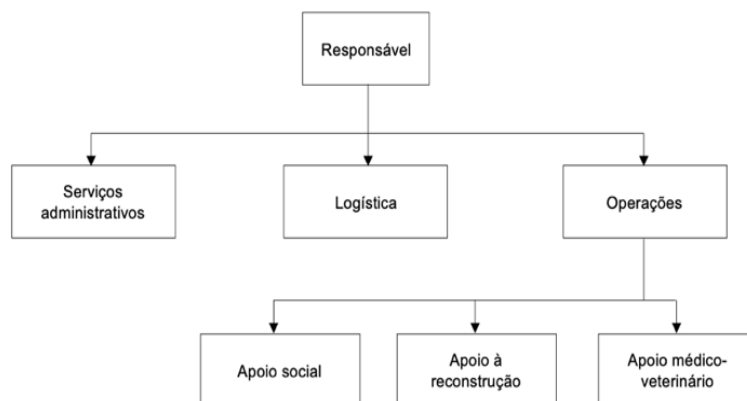 Responsável
Serviços
administrativos
Logística
Operações
Apoio social
Apoio à
reconstrução
Apoio médico-
veterinário